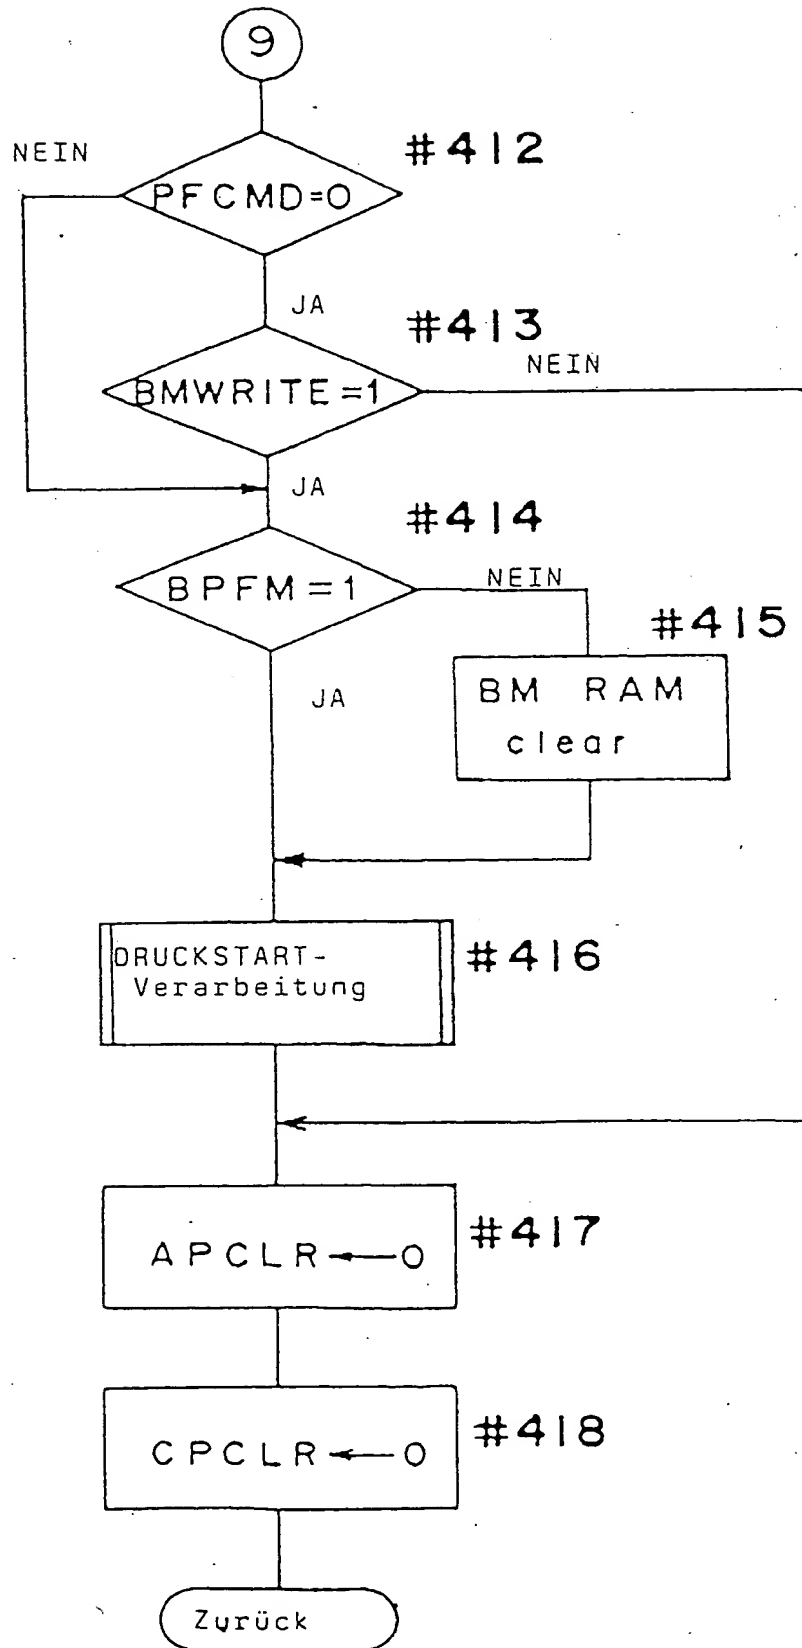 9
#412
NEIN
PFCMD=0
JA
#413
NEIN
BMWRITE=1
JA
#414
BPFM=1
NEIN
#415
BM RAM
clear
JA
DRUCKSTART-
Verarbeitung
#416
APCLR←0
#417
CPCLR←0
#418
Zurück